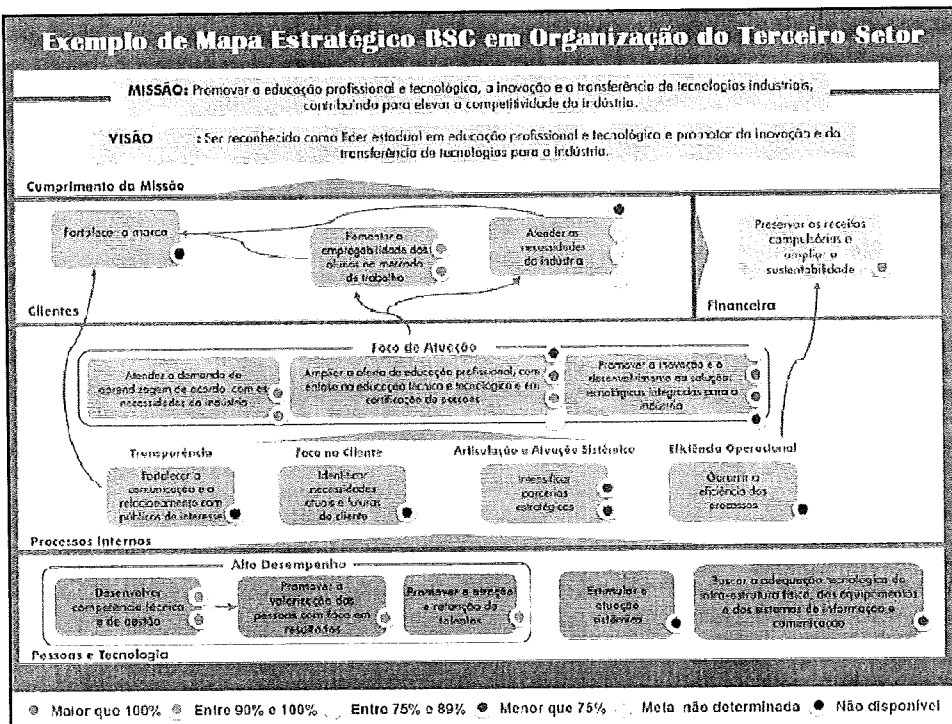 Exemplo de Mapa Estratégico BSC em Organização do Terceiro Setor
MISSÃO: Promover a educação profissional e tecnológica, a inovação e a transferência de tecnologias industriais,
contribuindo para elevar a competitividade da indústria.
VISÃO : Ser reconhecido como líder estadual em educação profissional e tecnológica e promotor da inovação e da
transferência de tecnologias para a indústria.
Cumprimento da Missão
Fortalecer a marca
Fomentar a
empregabilidade dos
alunos no mercado
de trabalho
Atender as
necessidades
da indústria
Preservar as receitas
compulsórias e
ampliar a
sustentabilidade
Clientes
Financeira
Foco de Atuação
Atender a demanda de
aprendizagem de acordo com as
necessidades da indústria
Ampliar a oferta de educação profissional, com
ênfase na educação técnica e tecnológica e em
certificação de pessoas
Promover a inovação e o
desenvolvimento de soluções
tecnológicas integradas para a
indústria
Transparência
Foco no Cliente
Articulação e Atuação Sistêmica
Eficiência Operacional
Fortalecer a
comunicação e o
relacionamento com
públicos de interesse
Identificar
necessidades
atuais e futuras
do cliente
Intensificar
parcerias
estratégicas
Garantir a
eficiência dos
processos
Processos Internos
Alto Desempenho
Desenvolver
competência técnica
e de gestão
Promover a
valorização das
pessoas com foco em
resultados
Promover a atração
e retenção de
talentos
Estimular a
atuação
sistêmica
Buscar a adequação tecnológica da
infra-estrutura física, dos equipamentos
e dos sistemas de informação e
comunicação
Pessoas e Tecnologia
Maior que 100% Entre 90% e 100% Entre 75% e 89% Menor que 75% Meta não determinada Não disponível